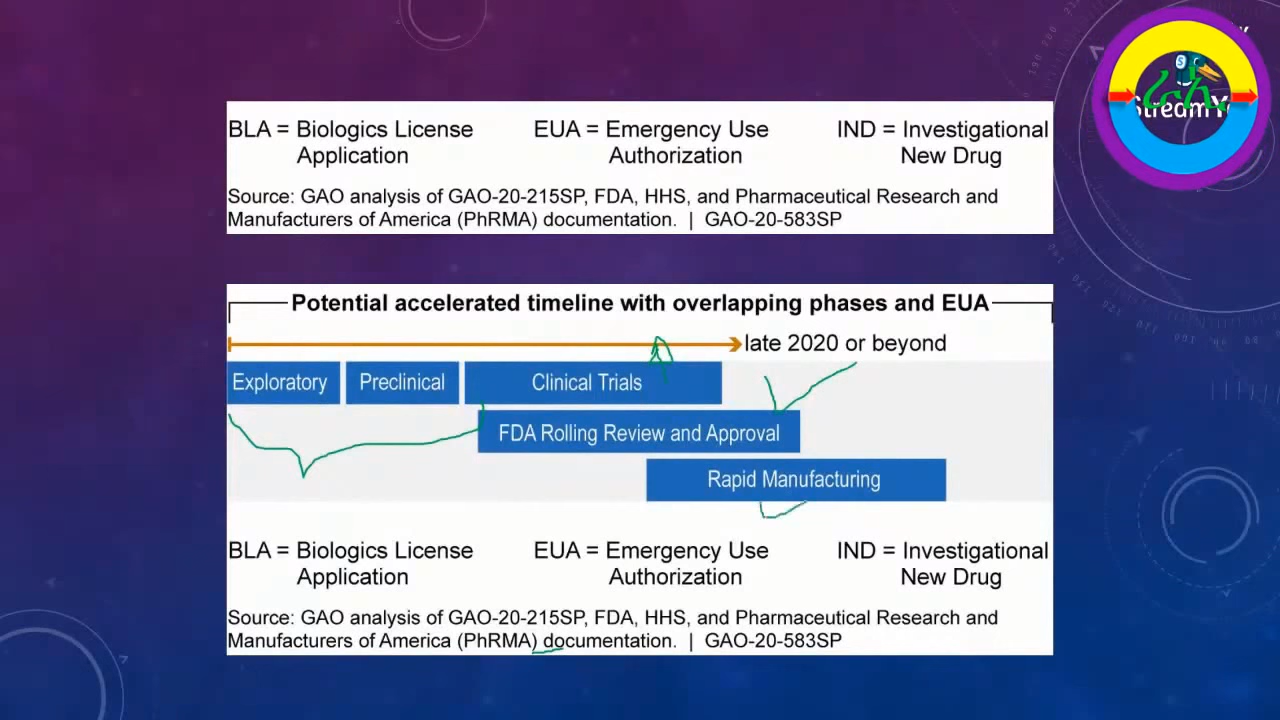 BLA = Biologics License EUA = Emergency Use IND = Investigational
Application Authorization New Drug
Source: GAO analysis of GAO-20-215SP, FDA, HHS, and Pharmaceutical Research and
Manufacturers of America (PhRMA) documentation. | GAO-20-583SP
Potential accelerated timeline with overlapping phases and EUA
late 2020 or beyond
Exploratory Preclinical Clinical Trials
FDA Rolling Review and Approval
Rapid Manufacturing
BLA = Biologics License EUA = Emergency Use IND = Investigational
Application Authorization New Drug
Source: GAO analysis of GAO-20-215SP, FDA, HHS, and Pharmaceutical Research and
Manufacturers of America (PhRMA) documentation. | GAO-20-583SP